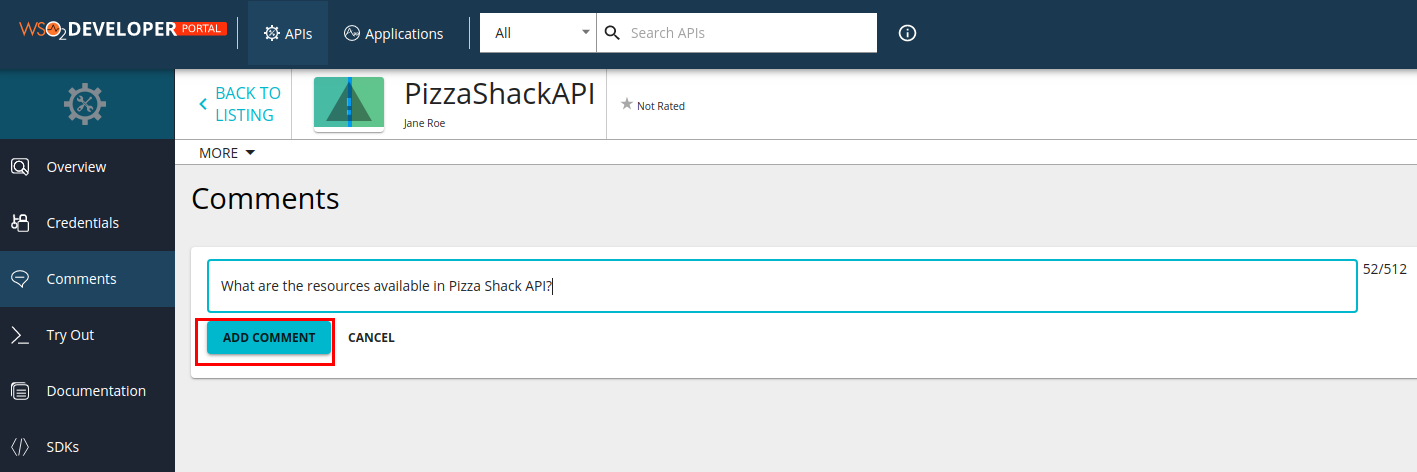 WSO2 DEVELOPER PORTAL
APIs
Applications
All
Search APIs
BACK TO
LISTING
PizzaShackAPI
Jane Roe
Not Rated
MORE
Overview
Credentials
Comments
Try Out
Documentation
SDKs
Comments
What are the resources available in Pizza Shack API?
52/512
ADD COMMENT
CANCEL